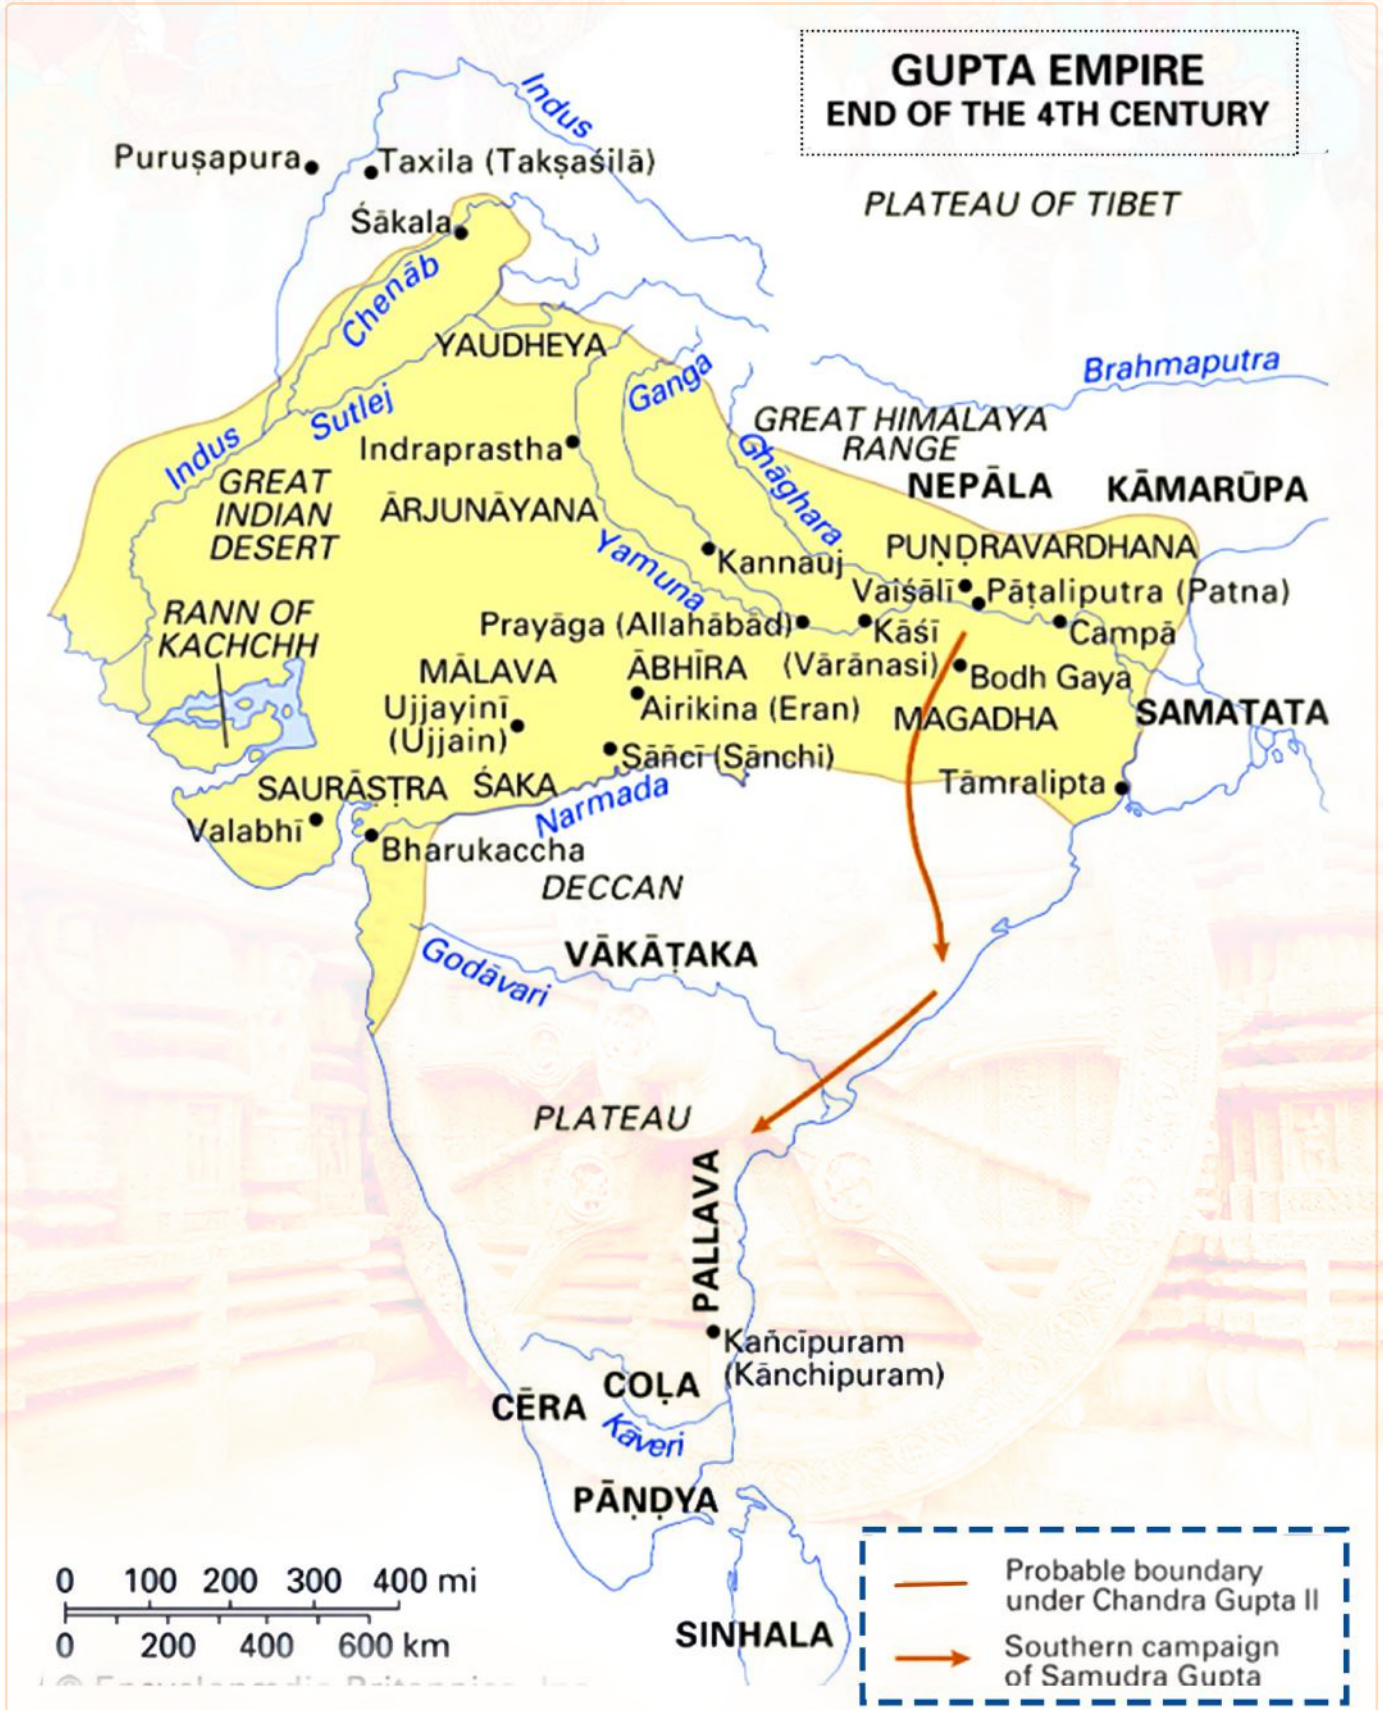 GUPTA EMPIRE
END OF THE 4TH CENTURY
Indus
Puruṣapura
Taxila (Takṣaśilā)
PLATEAU OF TIBET
Śākala
Chenāb
YAUDHEYA
Ganga
Brahmaputra
Sutlej
GREAT HIMALAYA
RANGE
Indus
Indraprastha
Ghāghara
GREAT
INDIAN
DESERT
NEPĀLA
KĀMARŪPA
ĀRJUNĀYANA
Yamuna
Kannauj
PUṆḌRAVARDHANA
Vaiśālī
Pāṭaliputra (Patna)
RANN OF
KACHCHH
Prayāga (Allahābād)
Kāśī
(Vārānasi)
Campā
MĀLAVA
ĀBHĪRA
Bodh Gaya
Ujjayinī
(Ujjain)
Airikina (Eran)
MAGADHA
SAMATATA
Sāñcī (Sānchi)
SAURĀṢṬRA
ŚAKA
Narmada
Tāmralipta
Valabhī
Bharukaccha
DECCAN
Godāvari
VĀKĀṬAKA
PLATEAU
PALLAVA
Kañcīpuram
(Kānchipuram)
COḶA
CĒRA
Kāveri
PĀṆḌYA
SINHALA
0 100 200 300 400 mi
0 200 400 600 km
Probable boundary
under Chandra Gupta II
Southern campaign
of Samudra Gupta